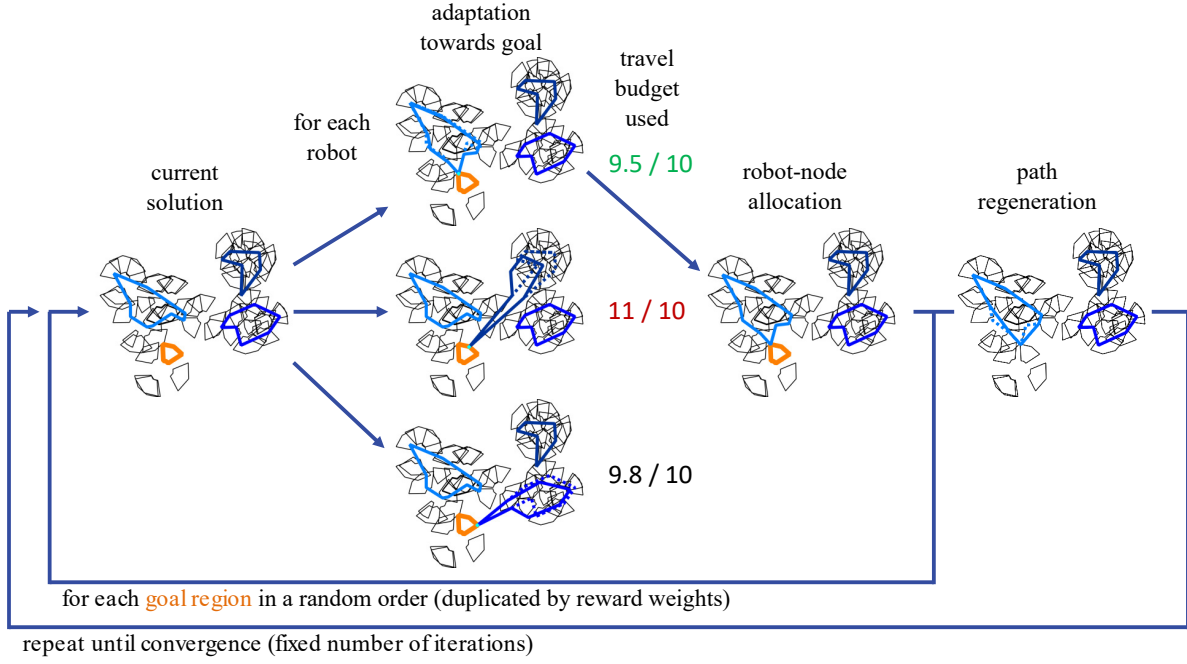 adaptation
towards goal
travel
budget
used
for each
robot
9.5 / 10
current
solution
robot-node
allocation
path
regeneration
11 / 10
9.8 / 10
for each goal region in a random order (duplicated by reward weights)
repeat until convergence (fixed number of iterations)